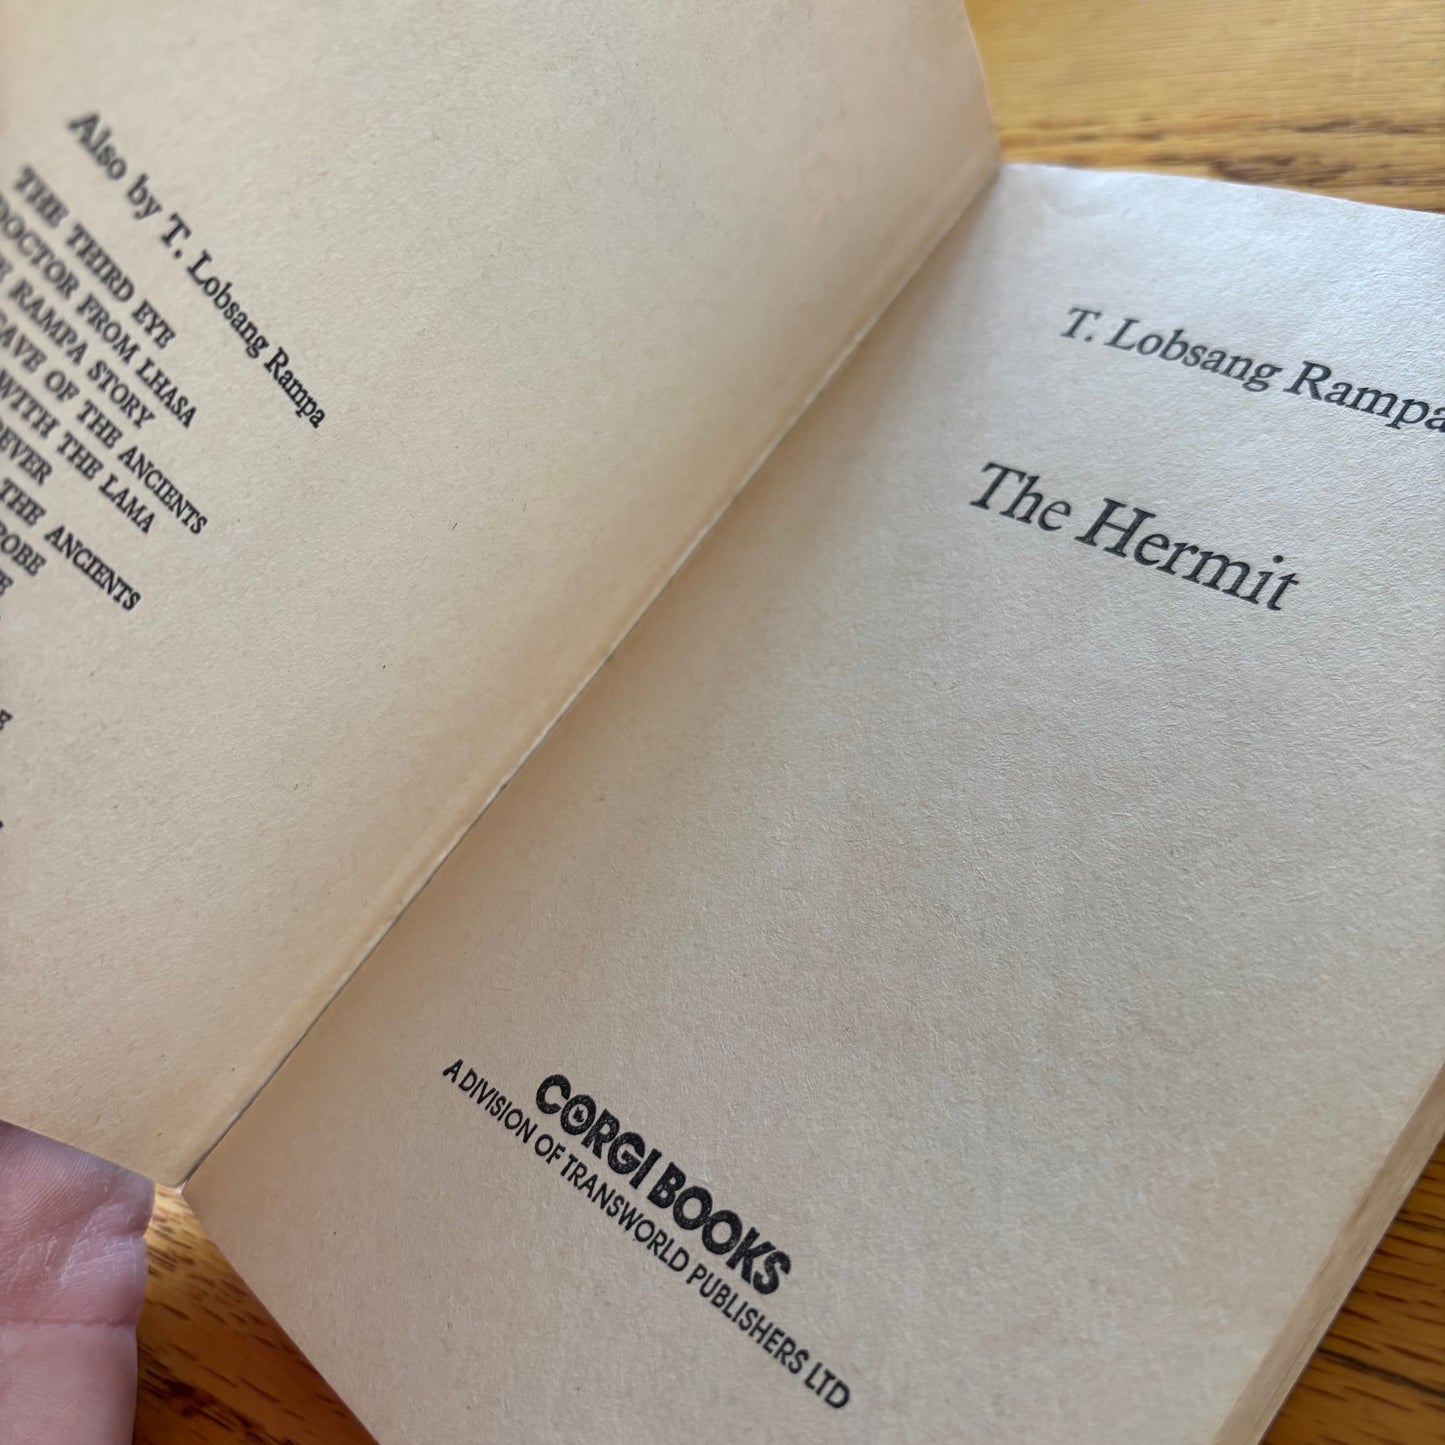 Also by T. Lobsang Rampa
THE THIRD EYE
DOCTOR FROM LHASA
RAMPA STORY
CAVE OF THE ANCIENTS
WITH THE LAMA
THE ANCIENTS
T. Lobsang Rampa
The Hermit
CORGI BOOKS
A DIVISION OF TRANSWORLD PUBLISHERS LTD